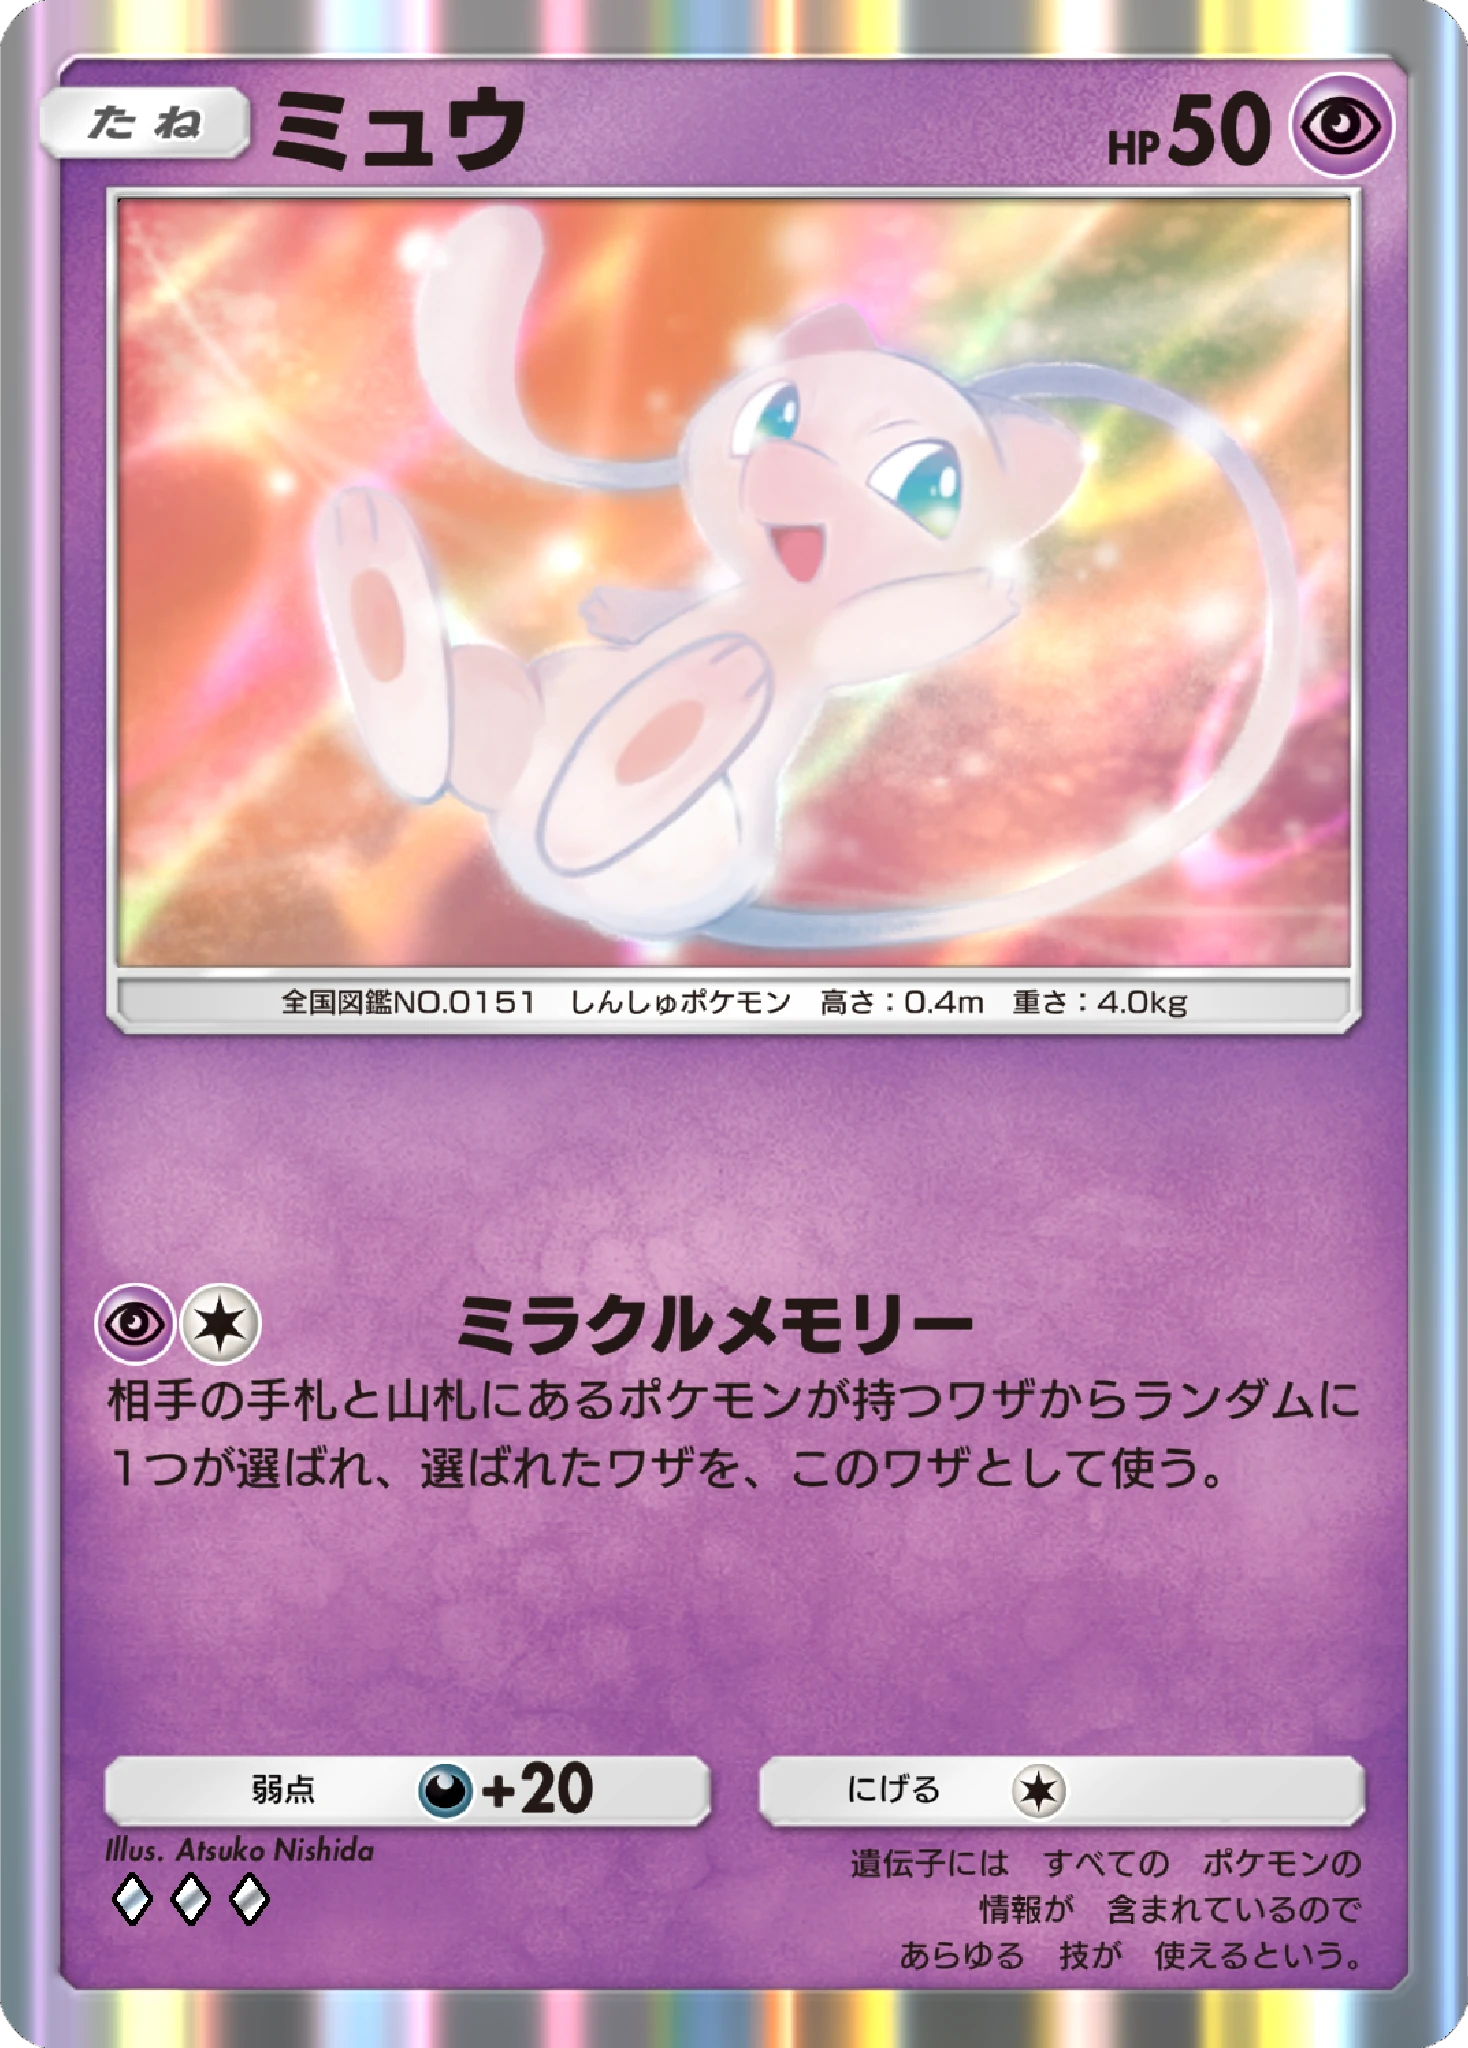 たね ミュウ HP50
全国図鑑NO.0151 しんしゅポケモン 高さ：0.4m 重さ：4.0kg
ミラクルメモリー
相手の手札と山札にあるポケモンが持つワザからランダムに
1つが選ばれ、選ばれたワザを、このワザとして使う。
弱点 +20 にげる
Illus. Atsuko Nishida
遺伝子には すべての ポケモンの
情報が 含まれているので
あらゆる 技が 使えるという。